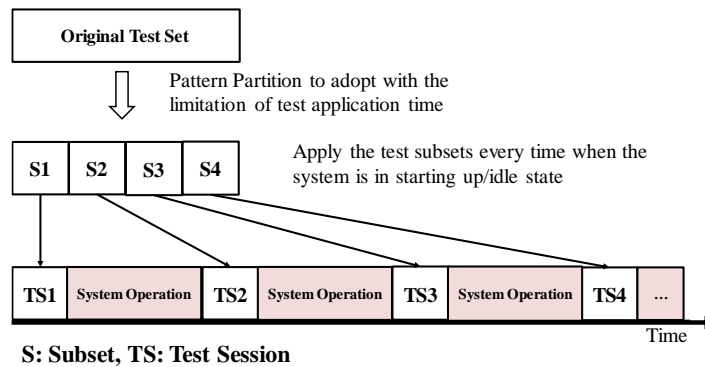 Original Test Set
Pattern Partition to adopt with the
limitation of test application time
S1 S2 S3 S4
Apply the test subsets every time when the
system is in starting up/idle state
TS1 System Operation TS2 System Operation TS3 System Operation TS4 ...
Time
S: Subset, TS: Test Session